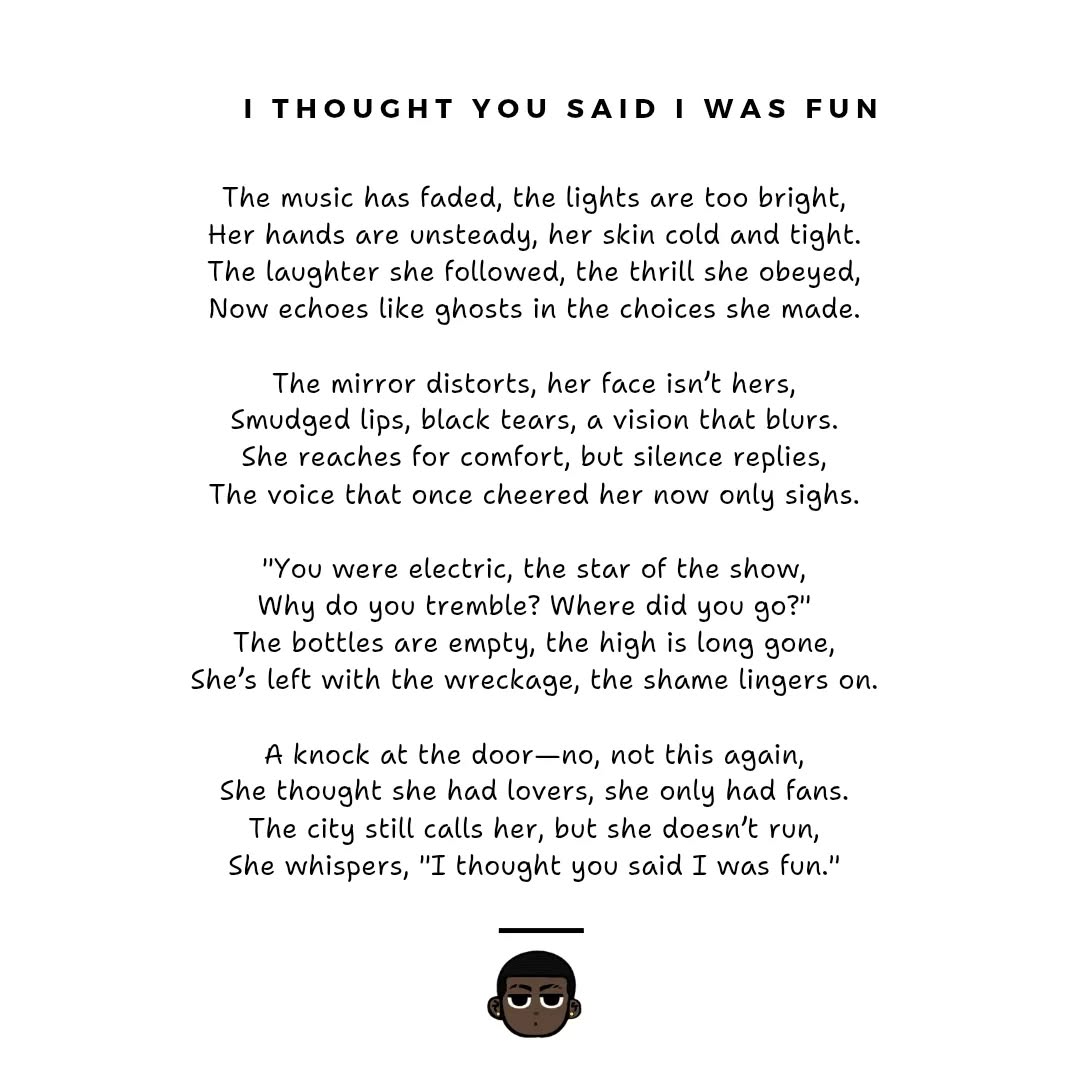 I THOUGHT YOU SAID I WAS FUN
The music has faded, the lights are too bright,
Her hands are unsteady, her skin cold and tight.
The laughter she followed, the thrill she obeyed,
Now echoes like ghosts in the choices she made.
The mirror distorts, her face isn’t hers,
Smudged lips, black tears, a vision that blurs.
She reaches for comfort, but silence replies,
The voice that once cheered her now only sighs.
"You were electric, the star of the show,
Why do you tremble? Where did you go?"
The bottles are empty, the high is long gone,
She’s left with the wreckage, the shame lingers on.
A knock at the door—no, not this again,
She thought she had lovers, she only had fans.
The city still calls her, but she doesn’t run,
She whispers, "I thought you said I was fun."